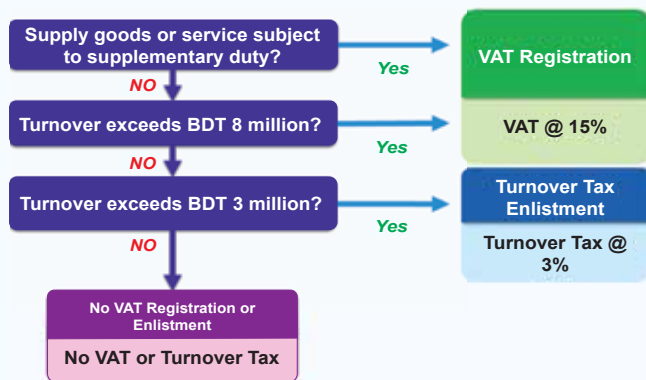 Supply goods or service subject
to supplementary duty?
Yes
VAT Registration
NO
Turnover exceeds BDT 8 million?
Yes
VAT @ 15%
NO
Turnover exceeds BDT 3 million?
Yes
Turnover Tax
Enlistment
Turnover Tax @
3%
NO
No VAT Registration or
Enlistment
No VAT or Turnover Tax